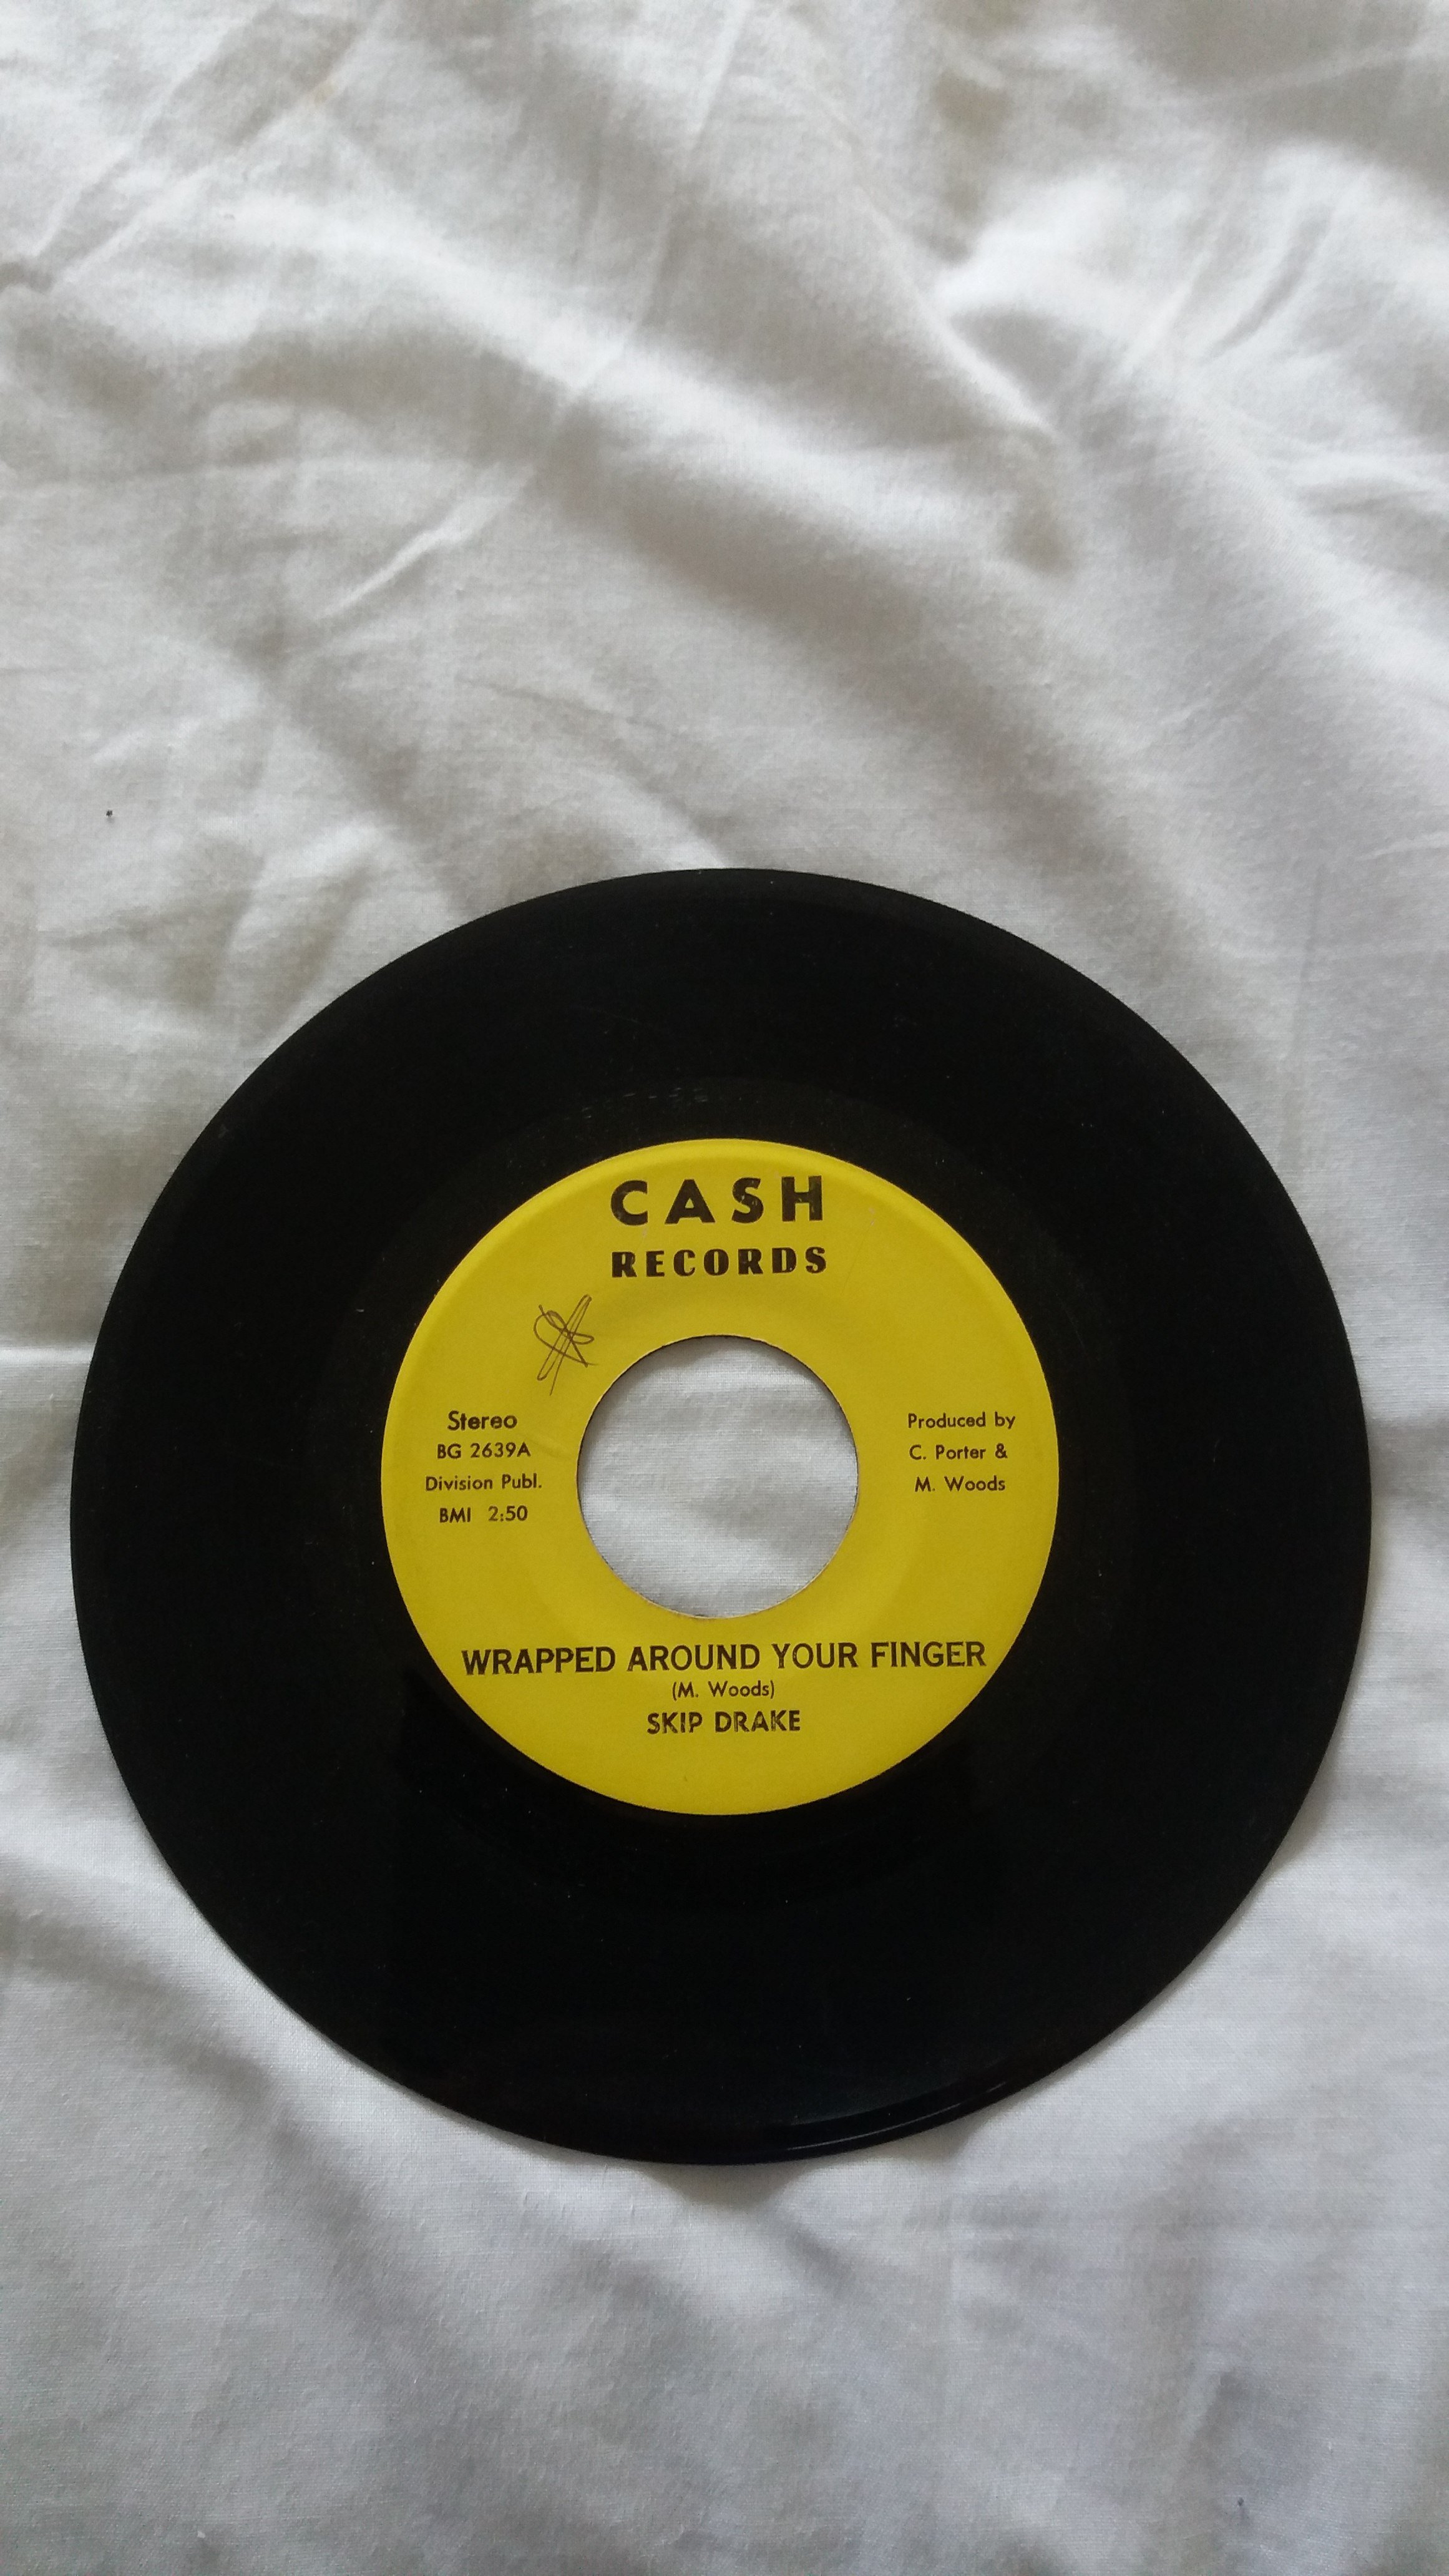 CASH
RECORDS
Stereo
BG 2639A
Division Publ.
BMI 2:50
Produced by
C. Porter &
M. Woods
WRAPPED AROUND YOUR FINGER
(M. Woods)
SKIP DRAKE